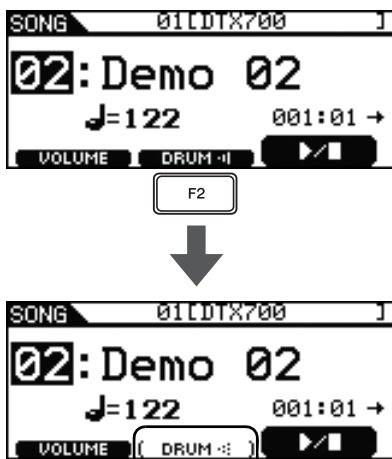 SONG 01[DTX700 ]
02:Demo 02
♩=122 001:01 →
VOLUME DRUM
F2
SONG 01[DTX700 ]
02:Demo 02
♩=122 001:01 →
VOLUME DRUM